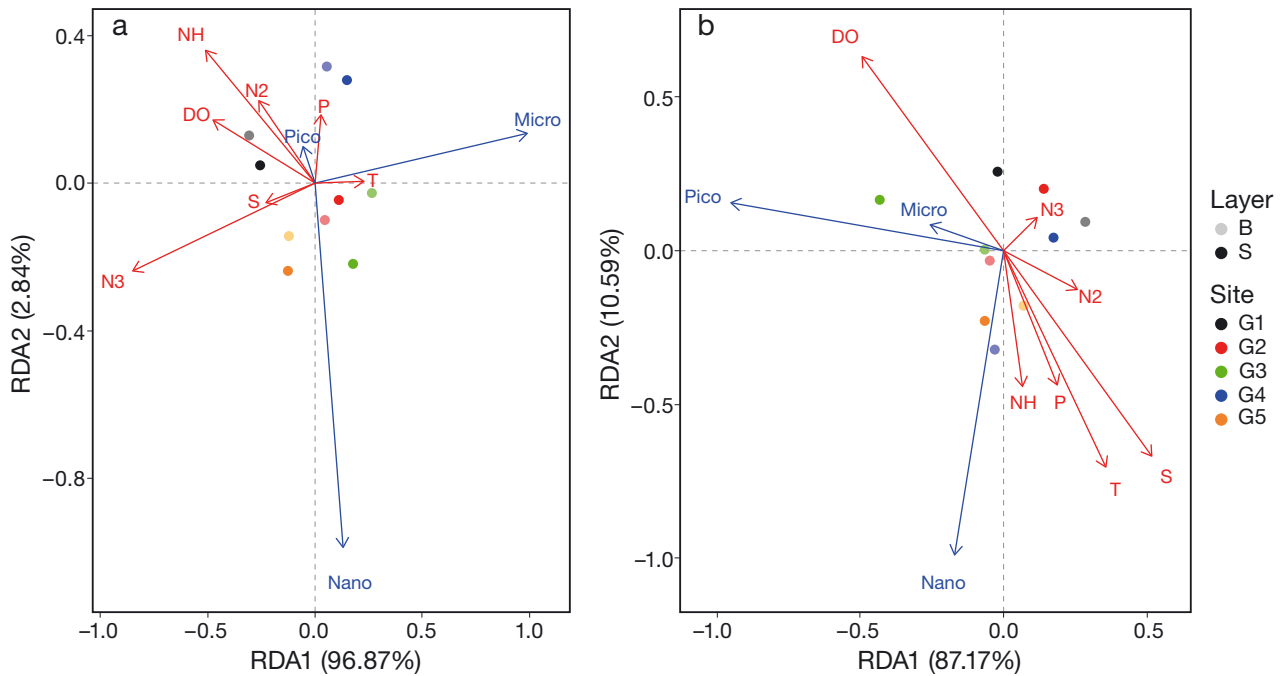 a
NH
N2
DO
P
Pico
Micro
T
S
N3
Nano
0.4
0.0
−0.4
−0.8
−1.0
−0.5
0.0
0.5
1.0
RDA2 (2.84%)
RDA1 (96.87%)
b
DO
Pico
Micro
N3
N2
NH
P
T
S
Nano
0.5
0.0
−0.5
−1.0
−1.0
−0.5
0.0
0.5
RDA2 (10.59%)
RDA1 (87.17%)
Layer
B
S
Site
G1
G2
G3
G4
G5